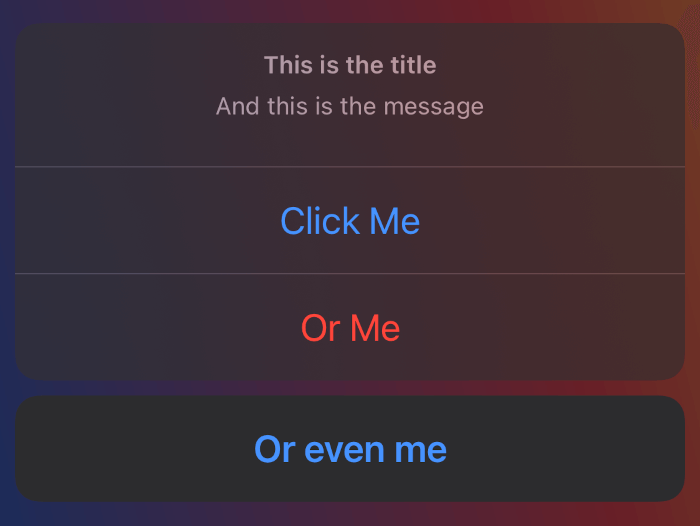 This is the title
And this is the message
Click Me
Or Me
Or even me